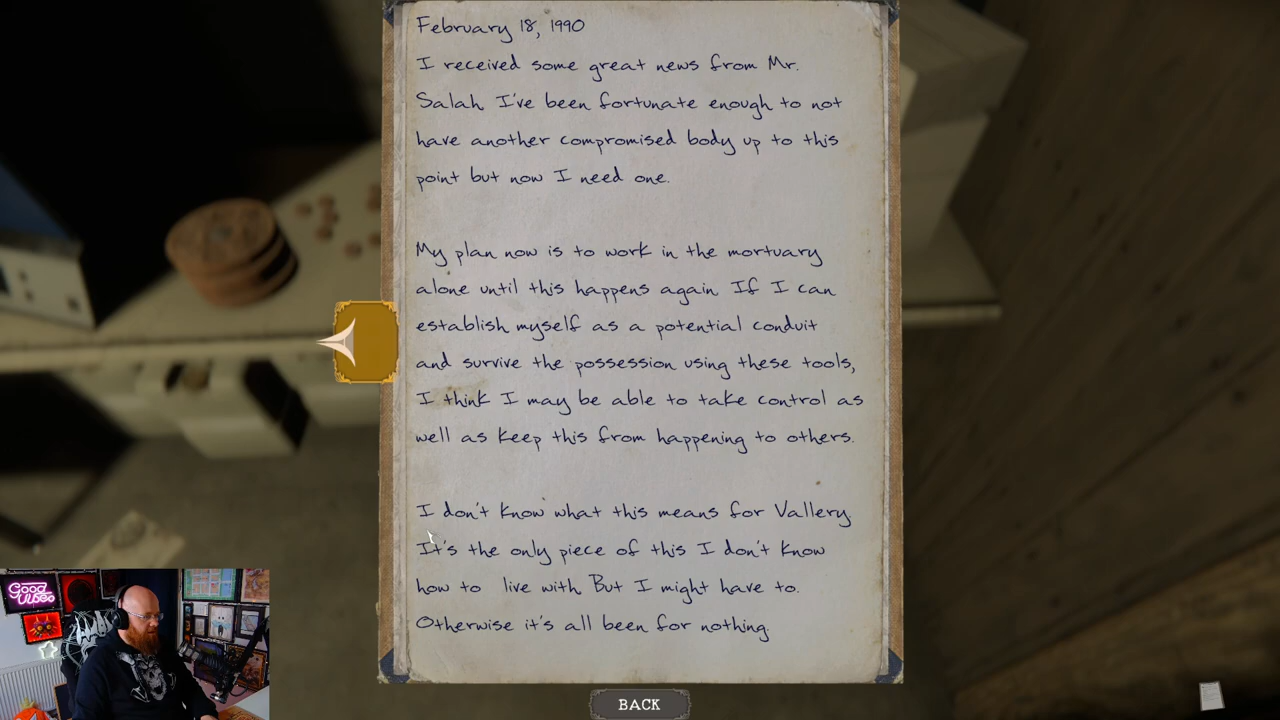 February 18, 1990
I received some great news from Mr.
Salah I've been fortunate enough to not
have another compromised body up to this
point but now I need one.
My plan now is to work in the mortuary
alone until this happens again If I can
establish myself as a potential conduit
and survive the possession using these tools,
I think I may be able to take control as
well as keep this from happening to others.
I don't know what this means for Vallery
It's the only piece of this I don't know
how to live with But I might have to.
Otherwise it's all been for nothing
Good Vibes
BACK